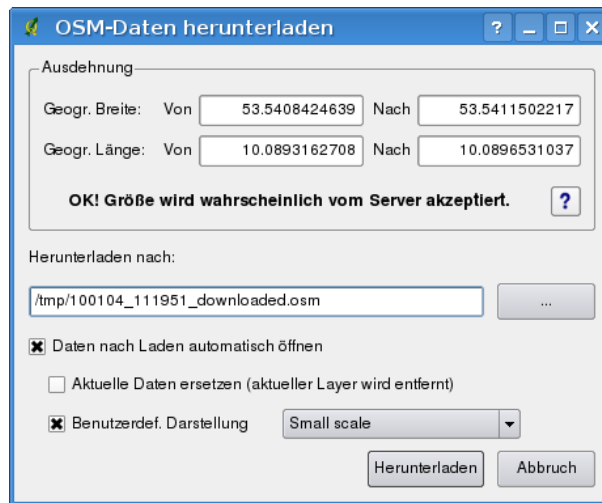 OSM-Daten herunterladen
Ausdehnung
Geogr. Breite: Von 53.5408424639 Nach 53.5411502217
Geogr. Länge: Von 10.0893162708 Nach 10.0896531037
OK! Größe wird wahrscheinlich vom Server akzeptiert. ?
Herunterladen nach:
/tmp/100104_111951_downloaded.osm ...
Daten nach Laden automatisch öffnen
Aktuelle Daten ersetzen (aktueller Layer wird entfernt)
Benutzerdef. Darstellung Small scale
Herunterladen Abbruch